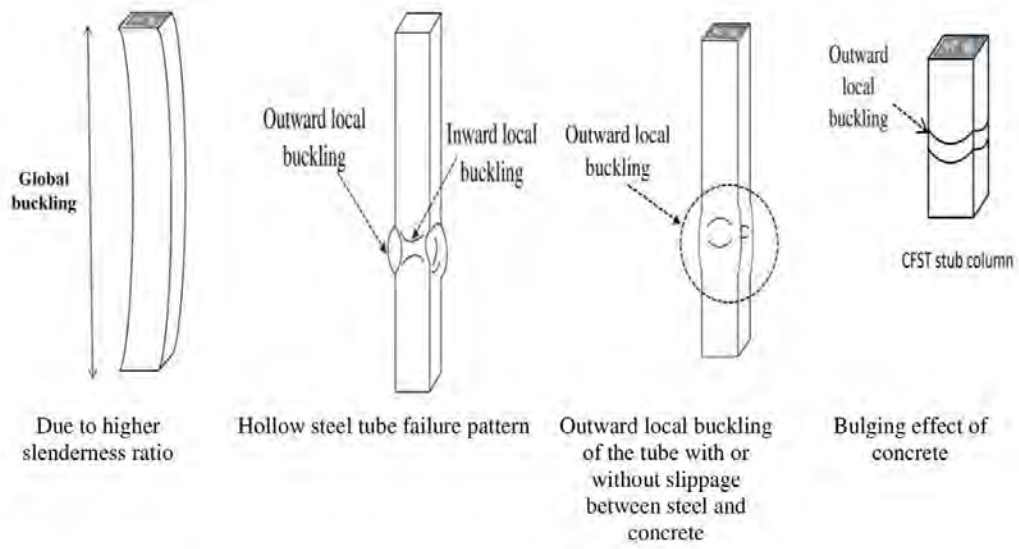 Global
buckling
Outward local
buckling
Inward local
buckling
Outward local
buckling
Outward
local
buckling
CFST stub column
Due to higher
slenderness ratio
Hollow steel tube failure pattern
Outward local buckling
of the tube with or
without slippage
between steel and
concrete
Bulging effect of
concrete